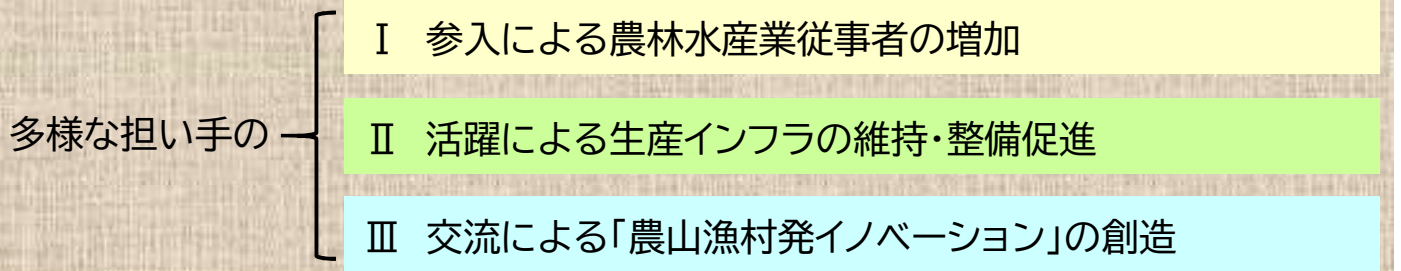 多様な担い手の
Ⅰ 参入による農林水産業従事者の増加
Ⅱ 活躍による生産インフラの維持・整備促進
Ⅲ 交流による「農山漁村発イノベーション」の創造